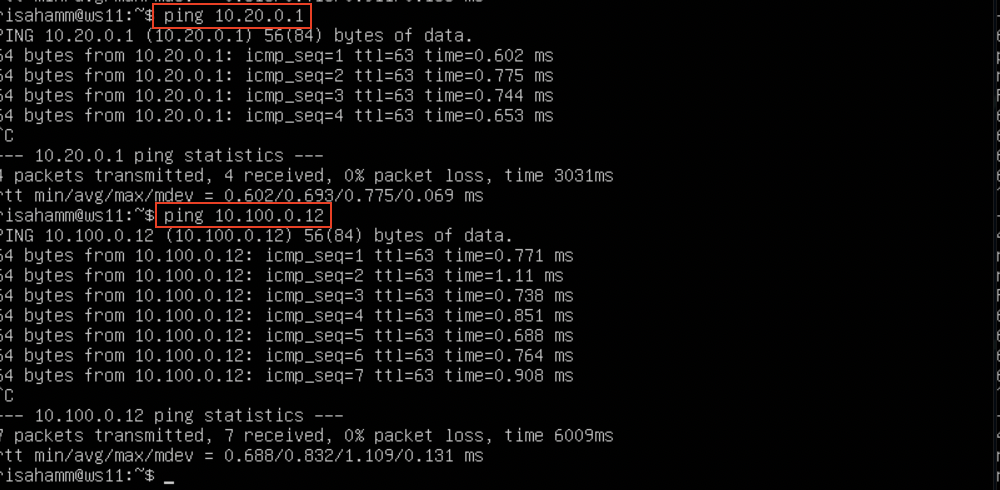 rtt min/avg/max/mdev
risahamm@ws11:~$ ping 10.20.0.1
PING 10.20.0.1 (10.20.0.1) 56(84) bytes of data.
64 bytes from 10.20.0.1: icmp_seq=1 ttl=63 time=0.602 ms
64 bytes from 10.20.0.1: icmp_seq=2 ttl=63 time=0.775 ms
64 bytes from 10.20.0.1: icmp_seq=3 ttl=63 time=0.744 ms
64 bytes from 10.20.0.1: icmp_seq=4 ttl=63 time=0.653 ms
^C
--- 10.20.0.1 ping statistics ---
4 packets transmitted, 4 received, 0% packet loss, time 3031ms
rtt min/avg/max/mdev = 0.602/0.693/0.775/0.069 ms
risahamm@ws11:~$ ping 10.100.0.12
PING 10.100.0.12 (10.100.0.12) 56(84) bytes of data.
64 bytes from 10.100.0.12: icmp_seq=1 ttl=63 time=0.771 ms
64 bytes from 10.100.0.12: icmp_seq=2 ttl=63 time=1.11 ms
64 bytes from 10.100.0.12: icmp_seq=3 ttl=63 time=0.738 ms
64 bytes from 10.100.0.12: icmp_seq=4 ttl=63 time=0.851 ms
64 bytes from 10.100.0.12: icmp_seq=5 ttl=63 time=0.688 ms
64 bytes from 10.100.0.12: icmp_seq=6 ttl=63 time=0.764 ms
64 bytes from 10.100.0.12: icmp_seq=7 ttl=63 time=0.908 ms
^C
--- 10.100.0.12 ping statistics ---
7 packets transmitted, 7 received, 0% packet loss, time 6009ms
rtt min/avg/max/mdev = 0.688/0.832/1.109/0.131 ms
risahamm@ws11:~$ _